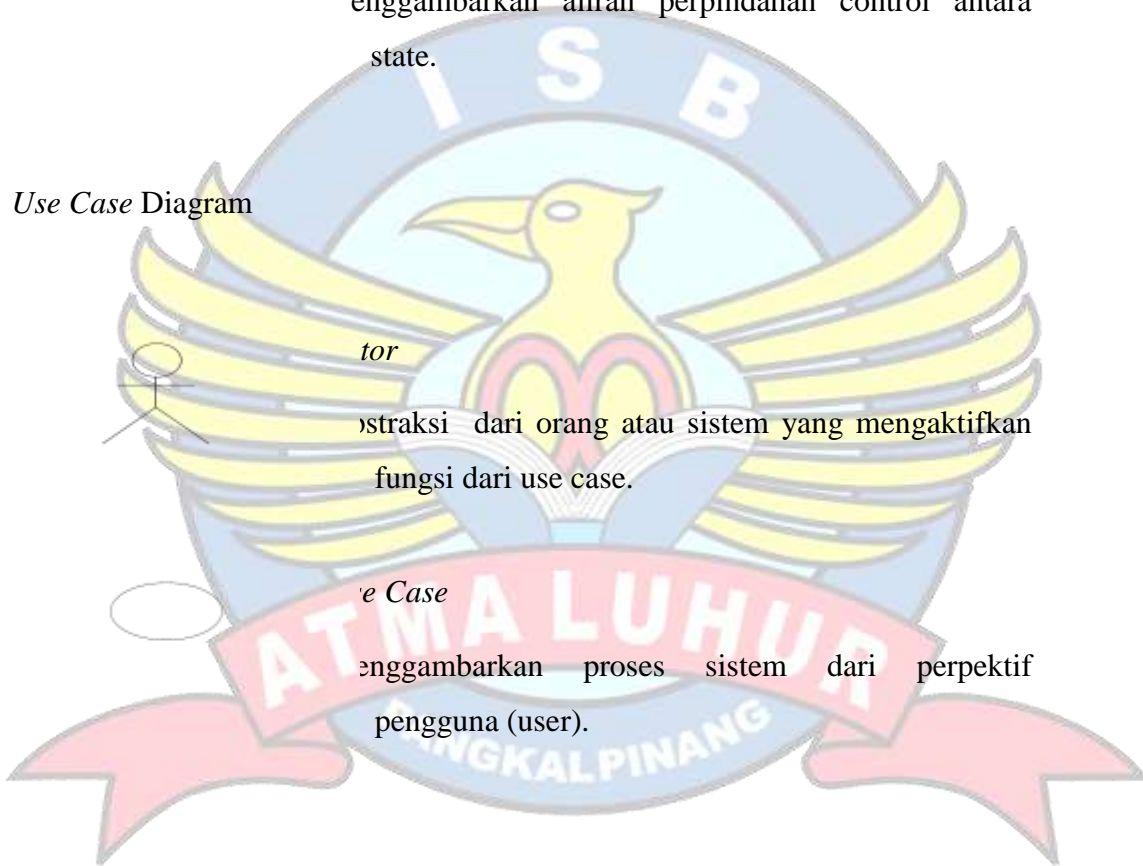 enggambarkan aliran perpindahan control antara
state.
I S B
Use Case Diagram
tor
ostraksi dari orang atau sistem yang mengaktifkan
fungsi dari use case.
e Case
ATMA LUHUR
enggambarkan proses sistem dari perpektif
pengguna (user).
PANGKALPINANG